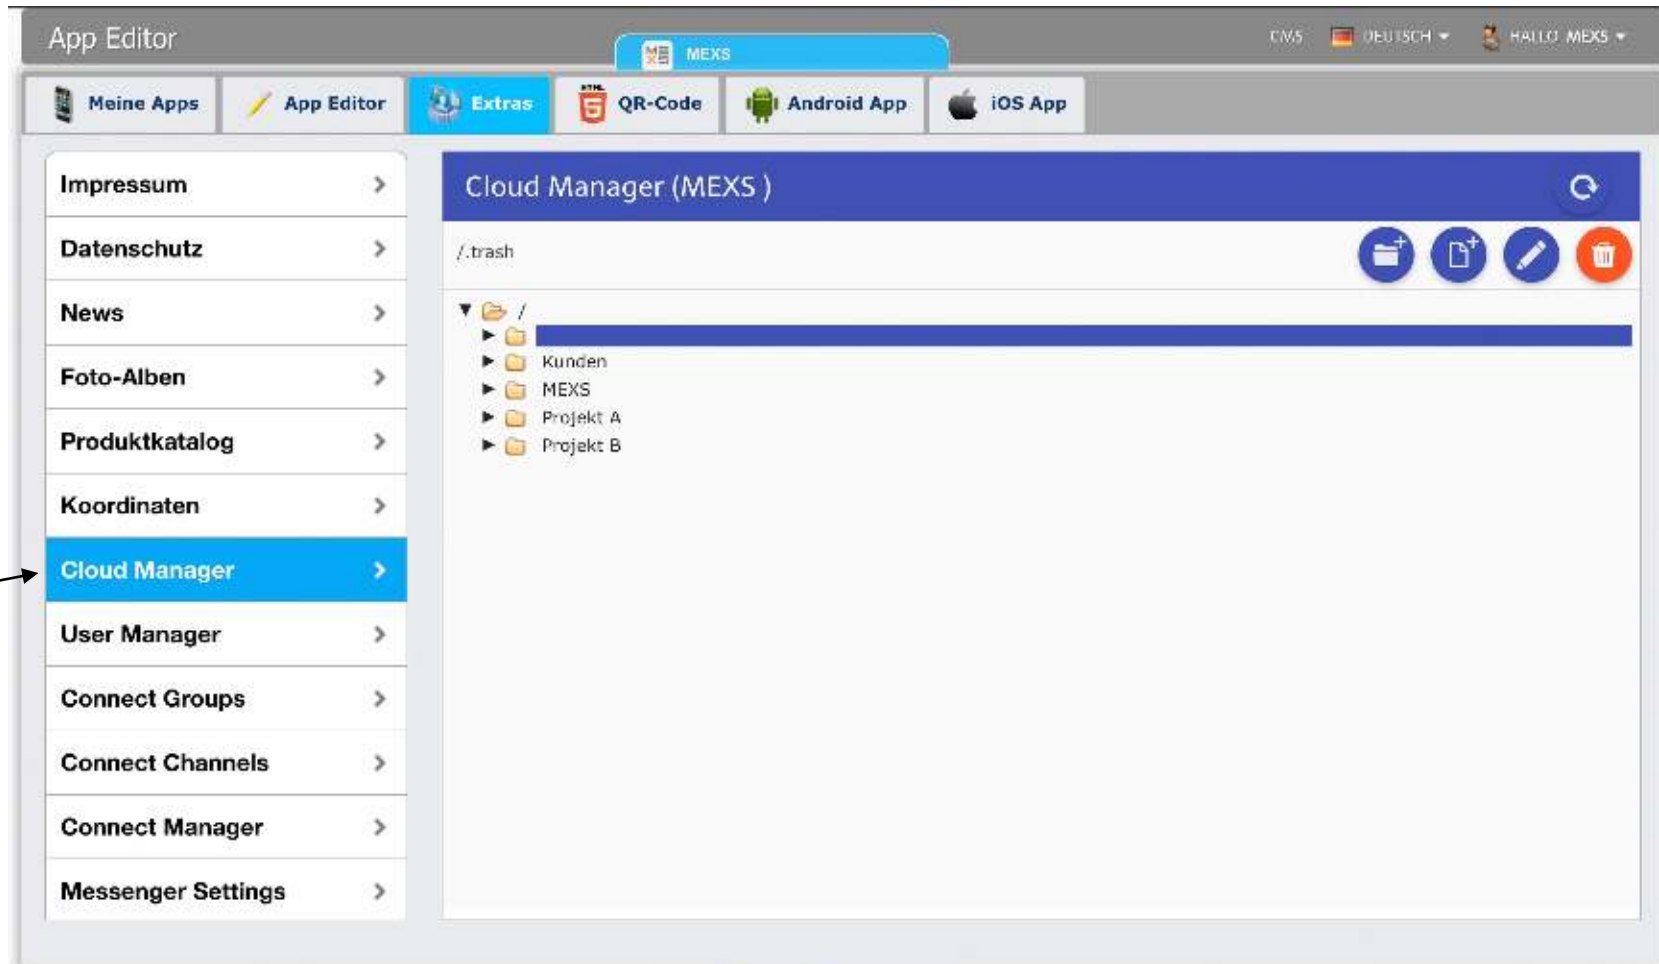 App Editor
MEXS
CMS
DEUTSCH
HALLO MEXS
Meine Apps
App Editor
Extras
HTML
5
QR-Code
Android App
iOS App
Impressum
Datenschutz
News
Foto-Alben
Produktkatalog
Koordinaten
Cloud Manager
User Manager
Connect Groups
Connect Channels
Connect Manager
Messenger Settings
Cloud Manager (MEXS )
/.trash
/
Kunden
MEXS
Projekt A
Projekt B